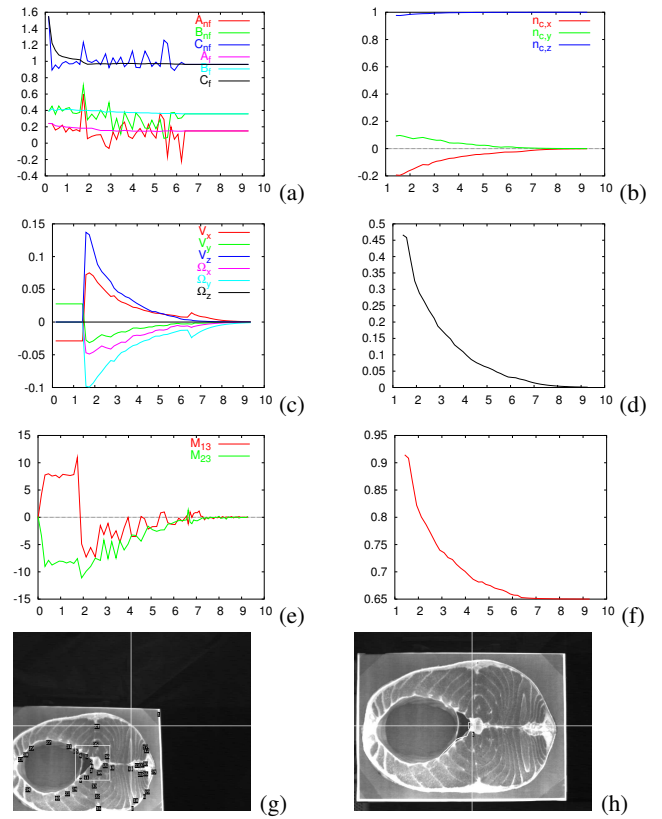 1.6
1.4
1.2
1
0.8
0.6
0.4
0.2
0
-0.2
-0.4
0 1 2 3 4 5 6 7 8 9 10
A_nf
B_nf
C_nf
A_f
B_f
C_f
(a)
1
0.8
0.6
0.4
0.2
0
-0.2
1 2 3 4 5 6 7 8 9 10
n_c,x
n_c,y
n_c,z
(b)
0.15
0.1
0.05
0
-0.05
-0.1
0 1 2 3 4 5 6 7 8 9 10
V_x
V_y
V_z
Ω_x
Ω_y
Ω_z
(c)
0.5
0.45
0.4
0.35
0.3
0.25
0.2
0.15
0.1
0.05
0
1 2 3 4 5 6 7 8 9 10
(d)
15
10
5
0
-5
-10
-15
0 1 2 3 4 5 6 7 8 9 10
M_13
M_23
(e)
0.95
0.9
0.85
0.8
0.75
0.7
0.65
1 2 3 4 5 6 7 8 9 10
(f)
(g)
(h)